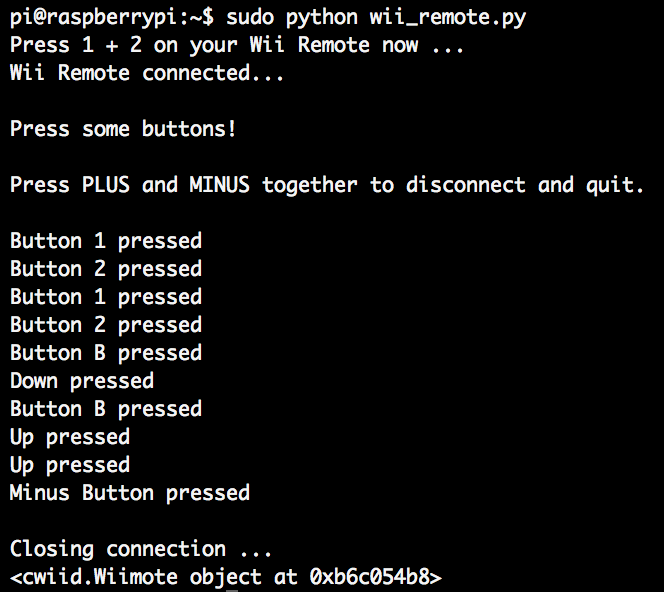 pi@raspberrypi:~$ sudo python wii_remote.py
Press 1 + 2 on your Wii Remote now ...
Wii Remote connected...
Press some buttons!
Press PLUS and MINUS together to disconnect and quit.
Button 1 pressed
Button 2 pressed
Button 1 pressed
Button 2 pressed
Button B pressed
Down pressed
Button B pressed
Up pressed
Up pressed
Minus Button pressed
Closing connection ...
<cwiid.Wiimote object at 0xb6c054b8>